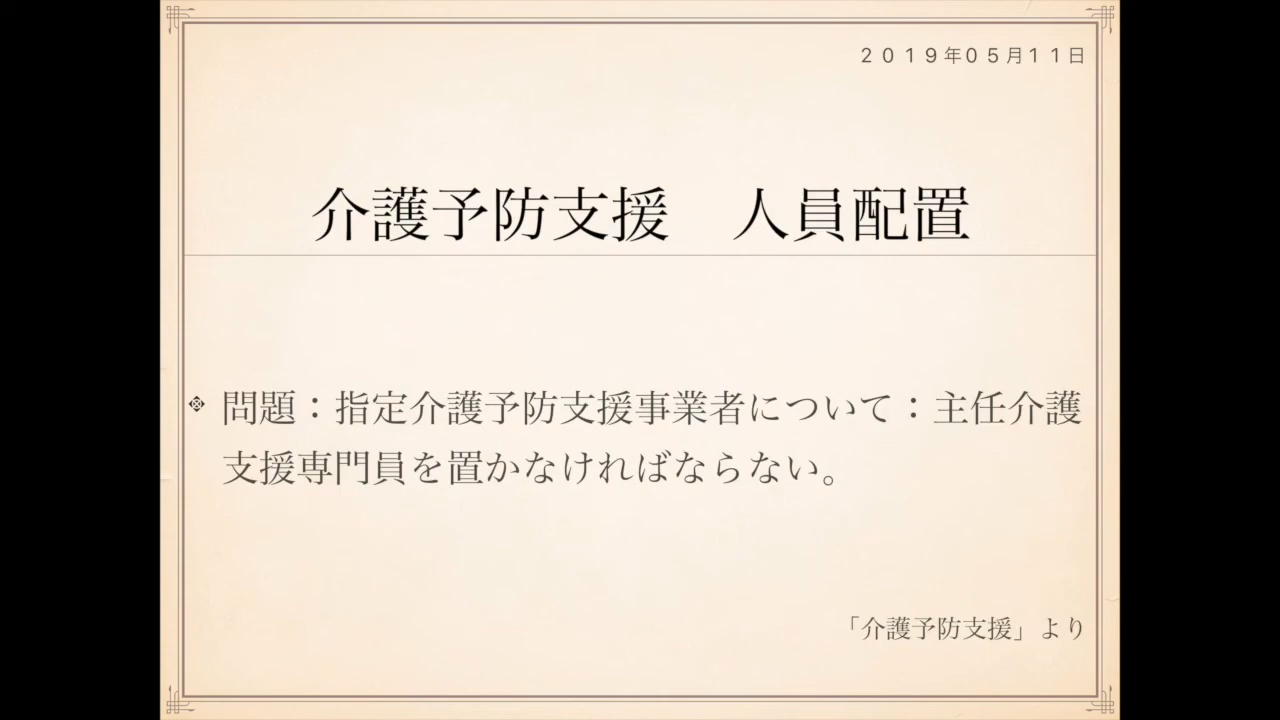 ２０１９年０５月１１日
介護予防支援　人員配置
問題：指定介護予防支援事業者について：主任介護
支援専門員を置かなければならない。
「介護予防支援」より